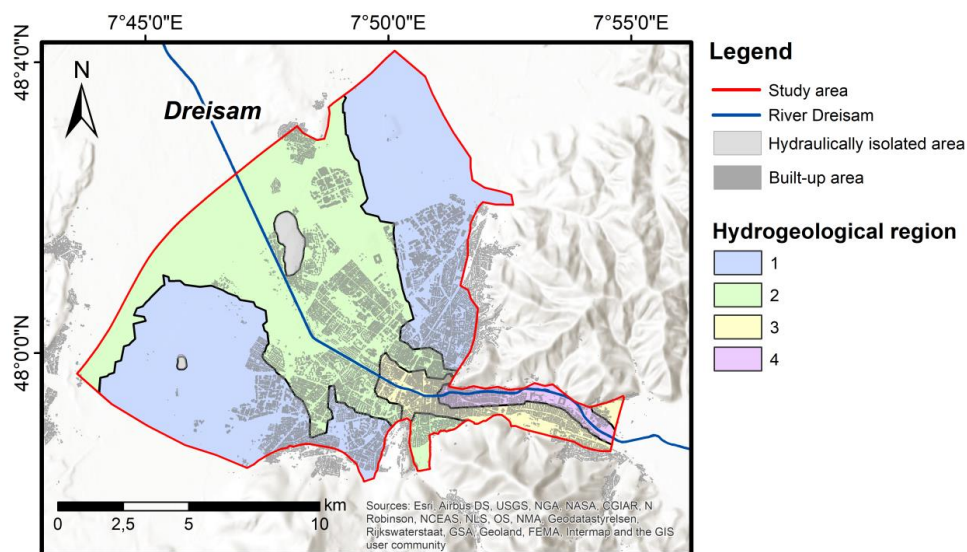 7°45'0"E 7°50'0"E 7°55'0"E
48°4'0"N
N
Dreisam
48°0'0"N
km
0 2,5 5 10
Sources: Esri, Airbus DS, USGS, NGA, NASA, CGIAR, N
Robinson, NCEAS, NLS, OS, NMA, Geodatastyrelsen,
Rijkswaterstaat, GSA, Geoland, FEMA, Intermap and the GIS
user community
Legend
Study area
River Dreisam
Hydraulically isolated area
Built-up area
Hydrogeological region
1
2
3
4